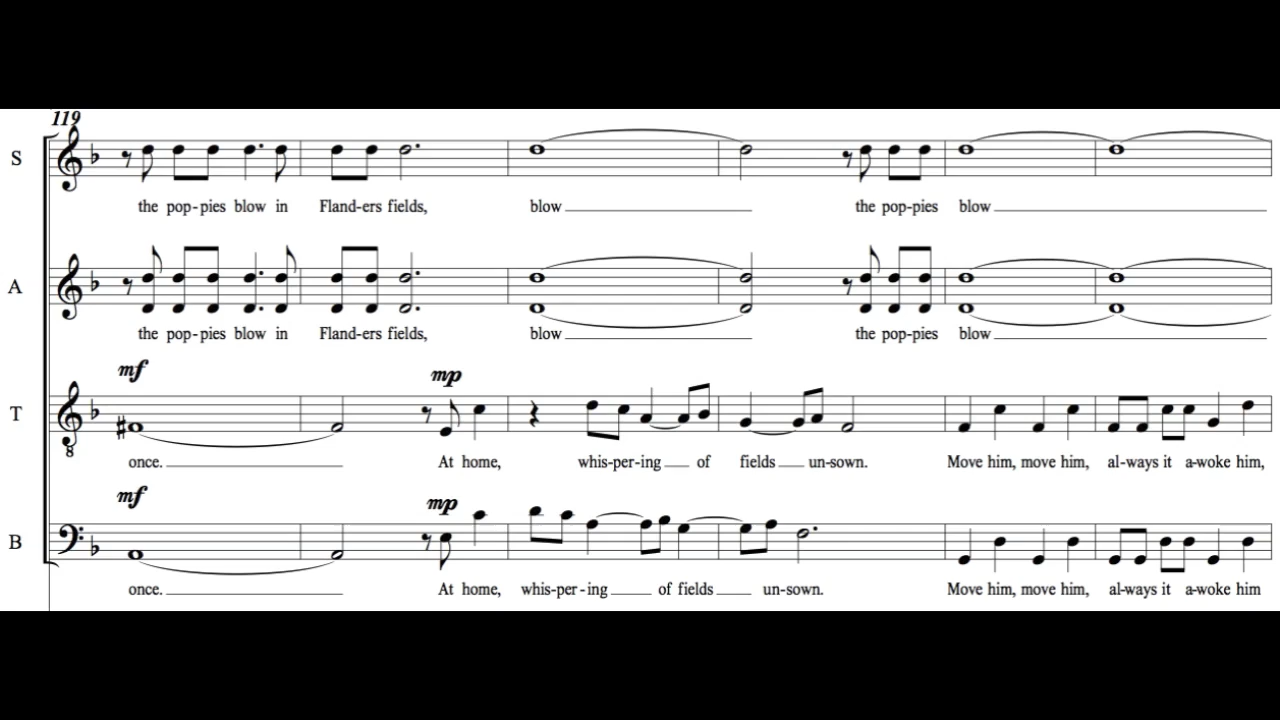 119
S
the pop-pies blow in Fland-ers fields, blow the pop-pies blow
A
the pop-pies blow in Fland-ers fields, blow the pop-pies blow
mf mp
T
8
once. At home, whis-per-ing of fields un-sown. Move him, move him, al-ways it a-woke him,
mf mp
B
once. At home, whis-per-ing of fields un-sown. Move him, move him, al-ways it a-woke him